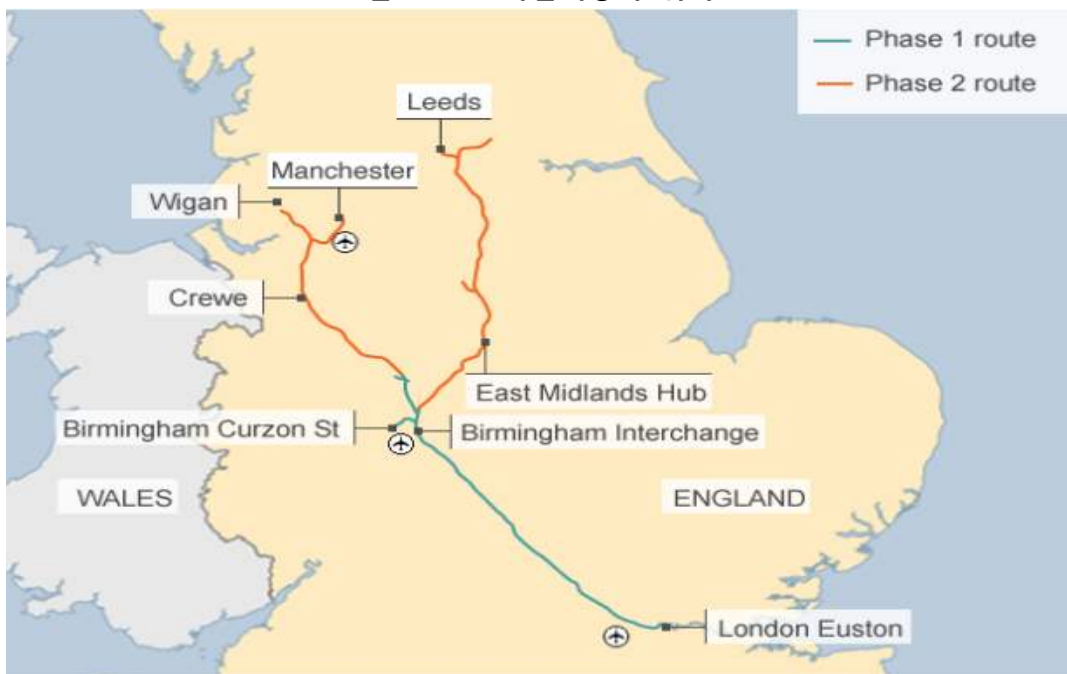 Phase 1 route
Phase 2 route
Leeds
Manchester
Wigan
Crewe
East Midlands Hub
Birmingham Curzon St
Birmingham Interchange
WALES
ENGLAND
London Euston